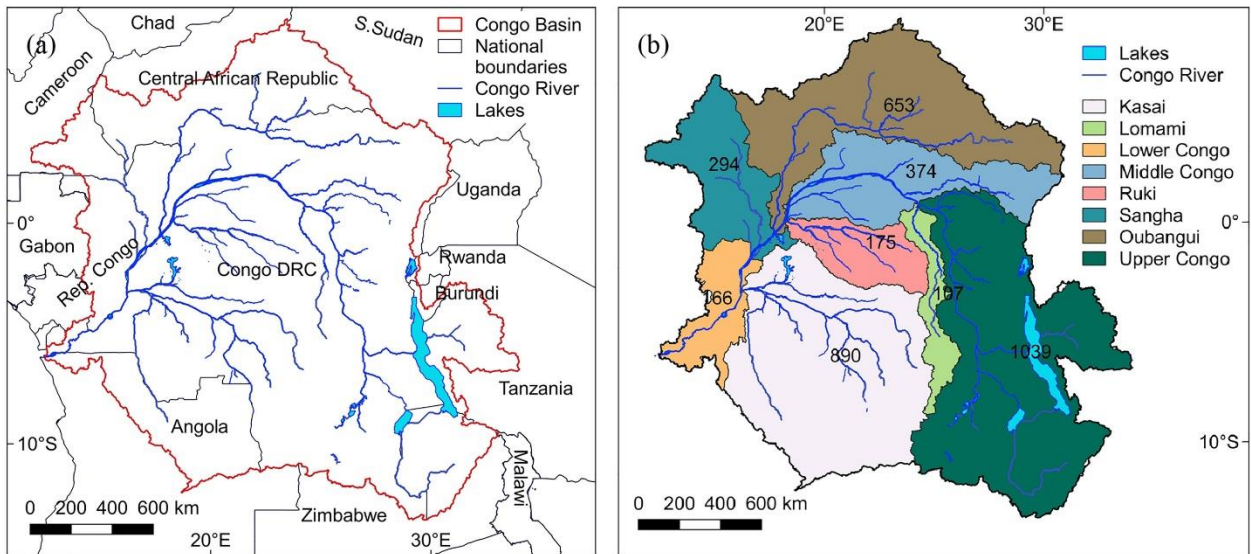 (a)
Chad
S.Sudan
Cameroon
Central African Republic
Congo Basin
National
boundaries
Congo River
Lakes
Uganda
0°
Gabon
Rep. Congo
Congo DRC
Rwanda
Burundi
Tanzania
Angola
10°S
Malawi
Zimbabwe
0 200 400 600 km
20°E
30°E
(b)
20°E
30°E
Lakes
Congo River
Kasai
Lomami
Lower Congo
Middle Congo
Ruki
Sangha
Oubangui
Upper Congo
653
294
374
0°
175
166
197
890
1039
10°S
0 200 400 600 km